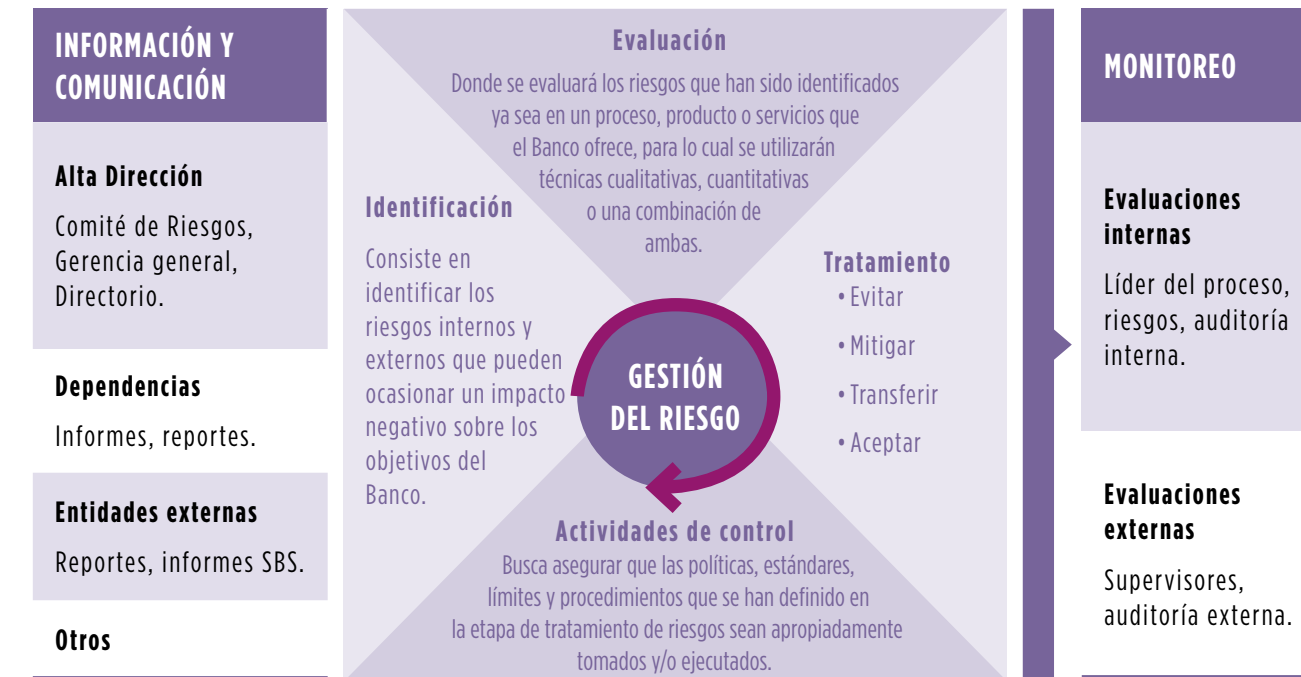 INFORMACIÓN Y
COMUNICACIÓN
Alta Dirección
Comité de Riesgos,
Gerencia general,
Directorio.
Dependencias
Informes, reportes.
Entidades externas
Reportes, informes SBS.
Otros
Evaluación
Donde se evaluará los riesgos que han sido identificados
ya sea en un proceso, producto o servicios que
el Banco ofrece, para lo cual se utilizarán
técnicas cualitativas, cuantitativas
o una combinación de
ambas.
Identificación
Consiste en
identificar los
riesgos internos y
externos que pueden
ocasionar un impacto
negativo sobre los
objetivos del
Banco.
GESTIÓN
DEL RIESGO
Tratamiento
• Evitar
• Mitigar
• Transferir
• Aceptar
Actividades de control
Busca asegurar que las políticas, estándares,
límites y procedimientos que se han definido en
la etapa de tratamiento de riesgos sean apropiadamente
tomados y/o ejecutados.
MONITOREO
Evaluaciones
internas
Líder del proceso,
riesgos, auditoría
interna.
Evaluaciones
externas
Supervisores,
auditoría externa.